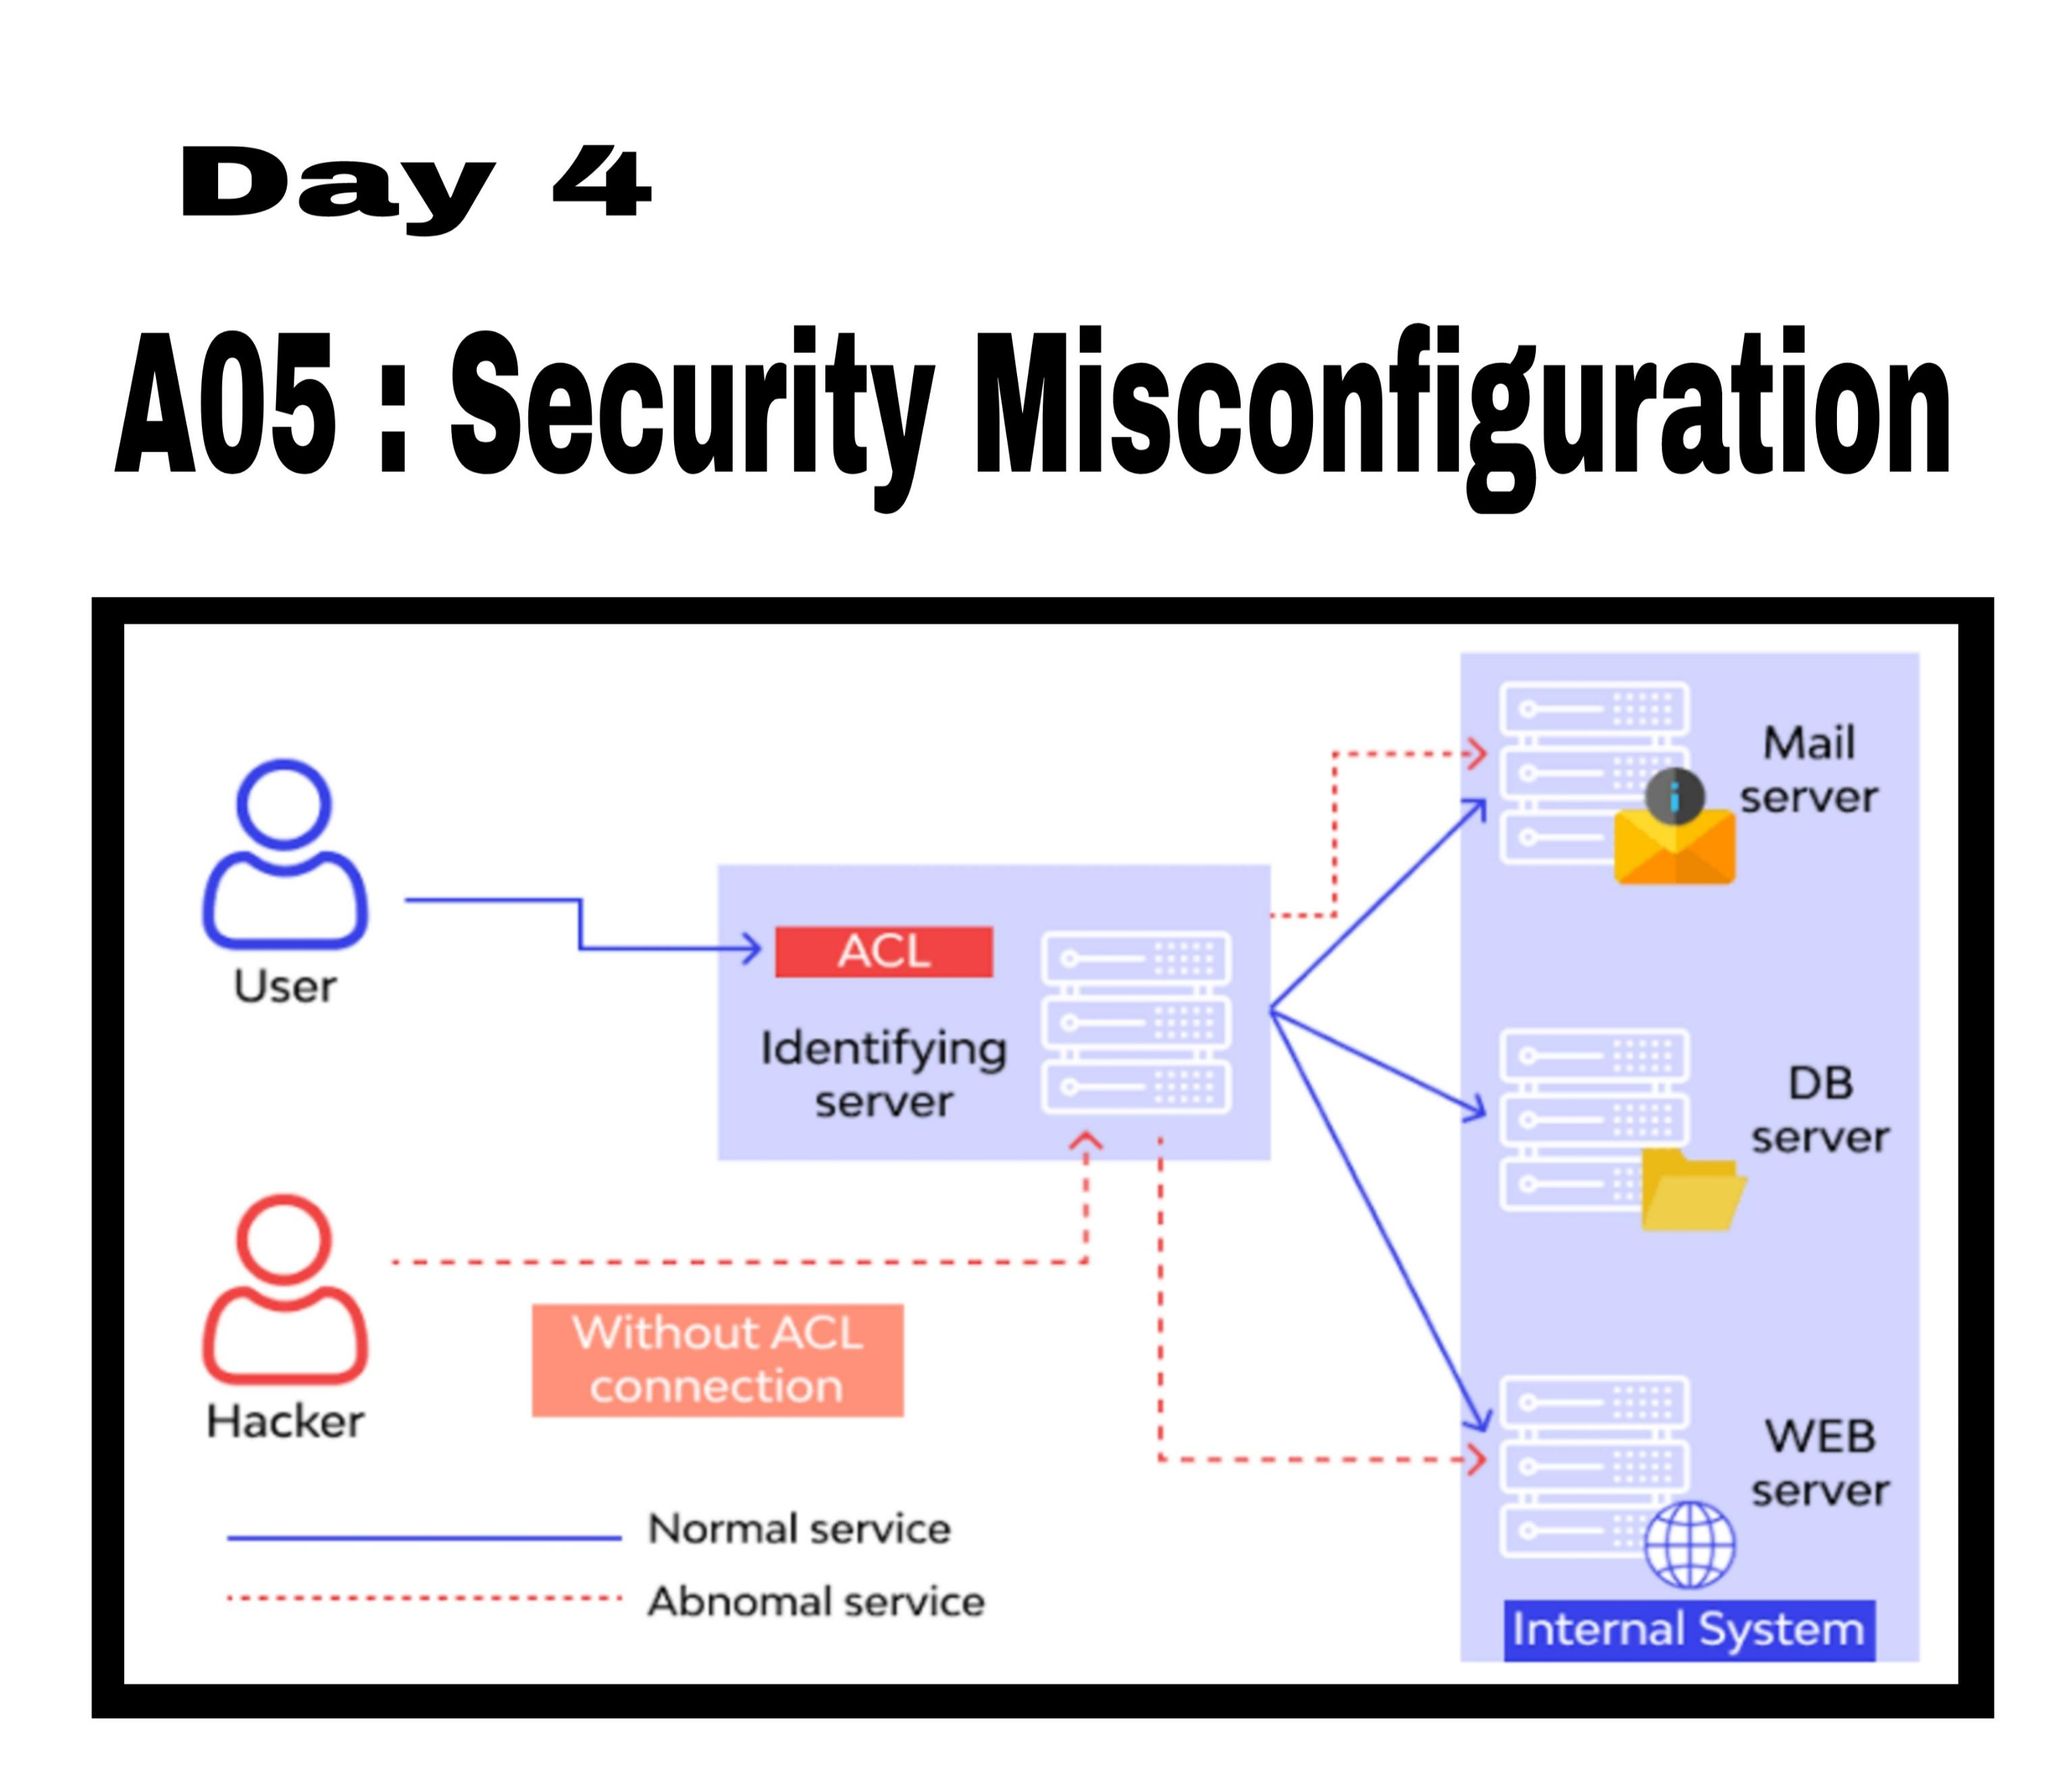 Day 4
A05 : Security Misconfiguration
Mail
server
User
ACL
Identifying
server
DB
server
Hacker
Without ACL
connection
WEB
server
Normal service
Abnomal service
Internal System